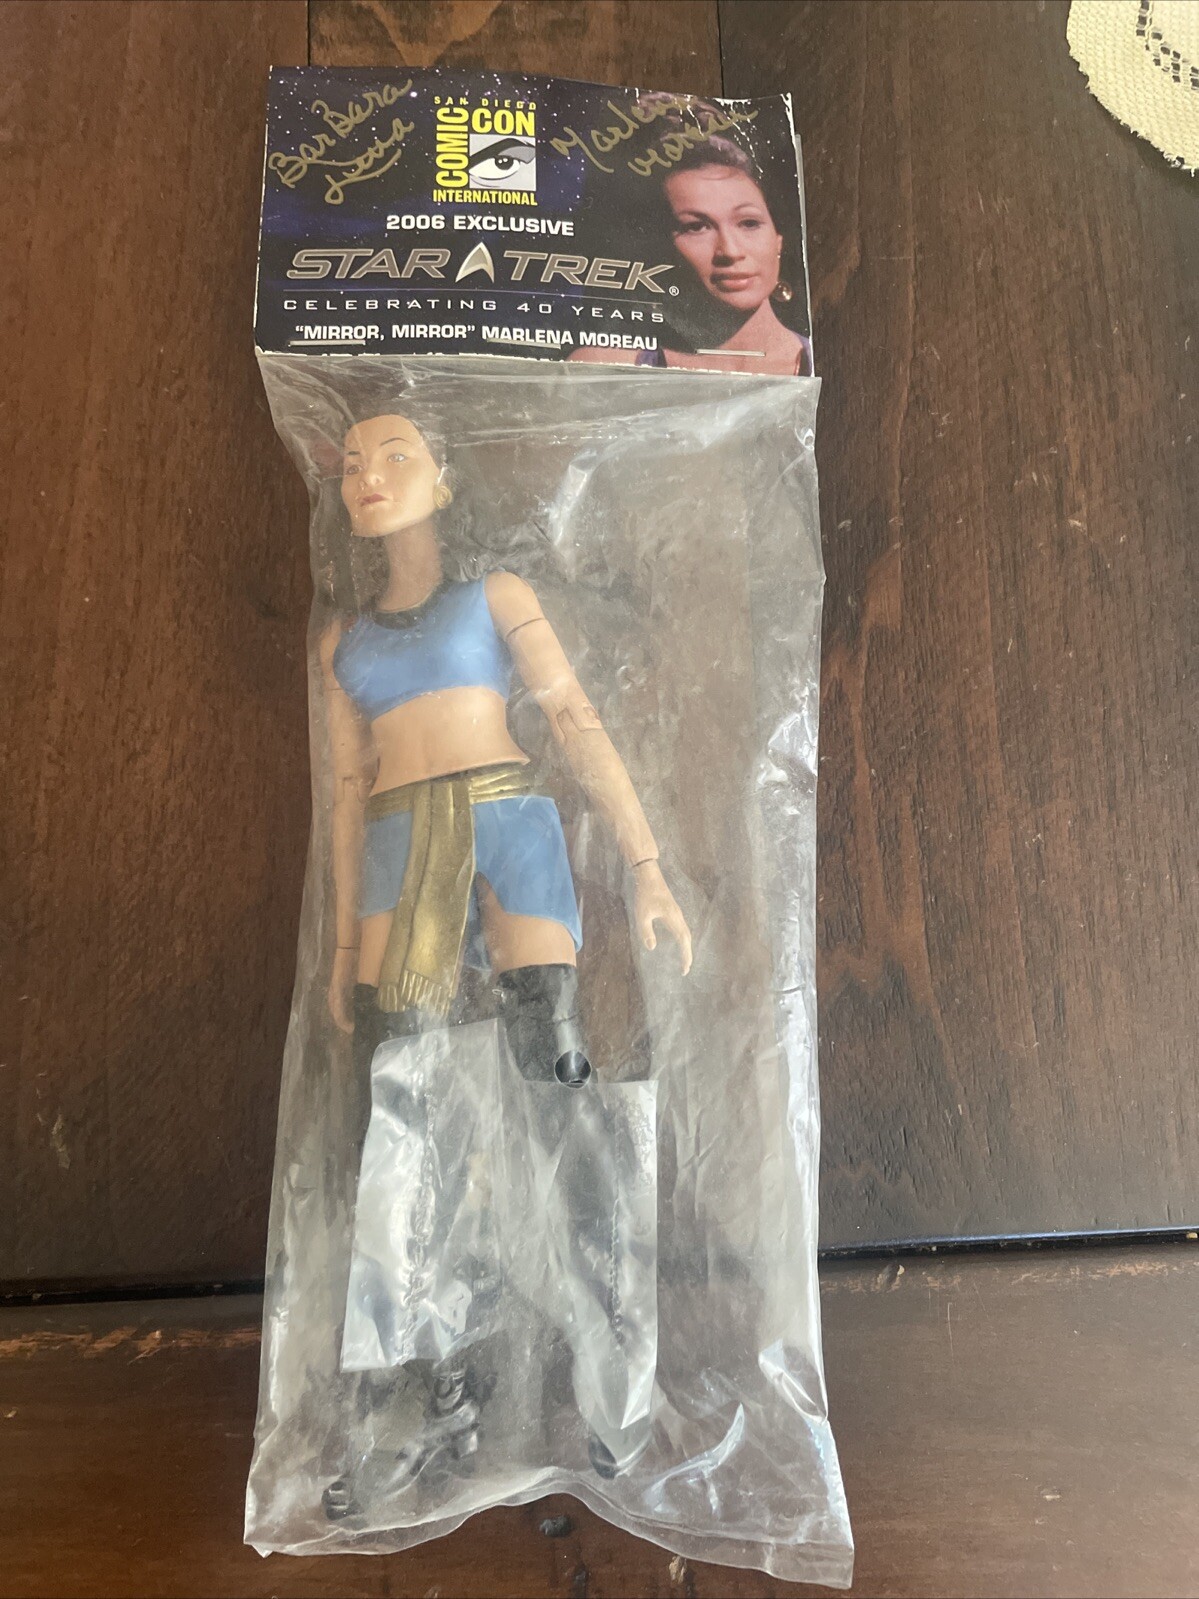 BarBara
Luna
Marlena
Moreau
SAN DIEGO
COMIC
CON
INTERNATIONAL
2006 EXCLUSIVE
STAR TREK®
CELEBRATING 40 YEARS
"MIRROR, MIRROR" MARLENA MOREAU